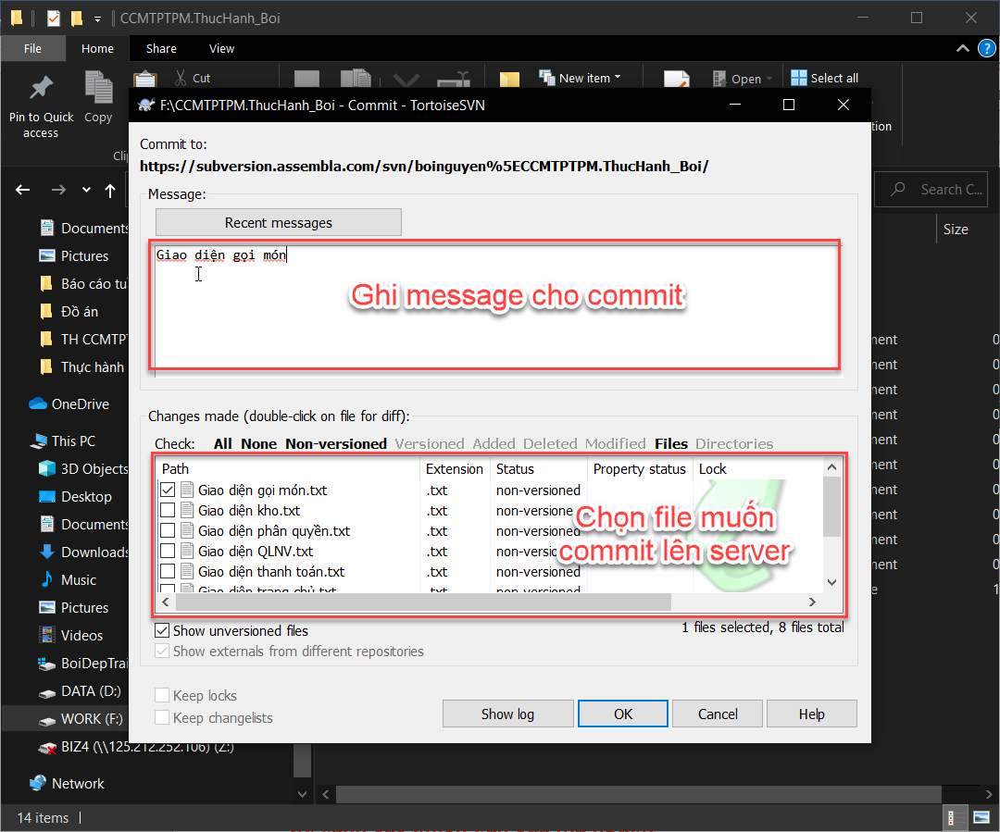 CCMTPTPM.ThucHanh_Boi
File Home Share View
Cut
New item
Open
Select all
Pin to Quick access
Copy
F:\CCMTPTPM.ThucHanh_Boi - Commit - TortoiseSVN
Commit to:
https://subversion.assembla.com/svn/boinguyen%5ECCMTPTPM.ThucHanh_Boi/
Message:
Recent messages
Giao diện gọi món
Ghi message cho commit
Changes made (double-click on file for diff):
Check: All None Non-versioned Versioned Added Deleted Modified Files Directories
Path Extension Status Property status Lock
Giao diện gọi món.txt .txt non-versioned
Giao diện kho.txt .txt non-versioned
Giao diện phân quyền.txt .txt non-versioned
Giao diện QLNV.txt .txt non-versioned
Giao diện thanh toán.txt .txt non-versioned
Giao diện trang chủ.txt .txt non-versioned
Chọn file muốn
commit lên server
Show unversioned files
1 files selected, 8 files total
Show externals from different repositories
Keep locks
Keep changelists
Show log OK Cancel Help
Search C...
Size
Documents
Pictures
Báo cáo tu
Đồ án
TH CCMTPT
Thực hành
OneDrive
This PC
3D Objects
Desktop
Documents
Downloads
Music
Pictures
Videos
BoiDepTrai
DATA (D:)
WORK (F:)
BIZ4 (\\125.212.252.106) (Z:)
Network
14 items